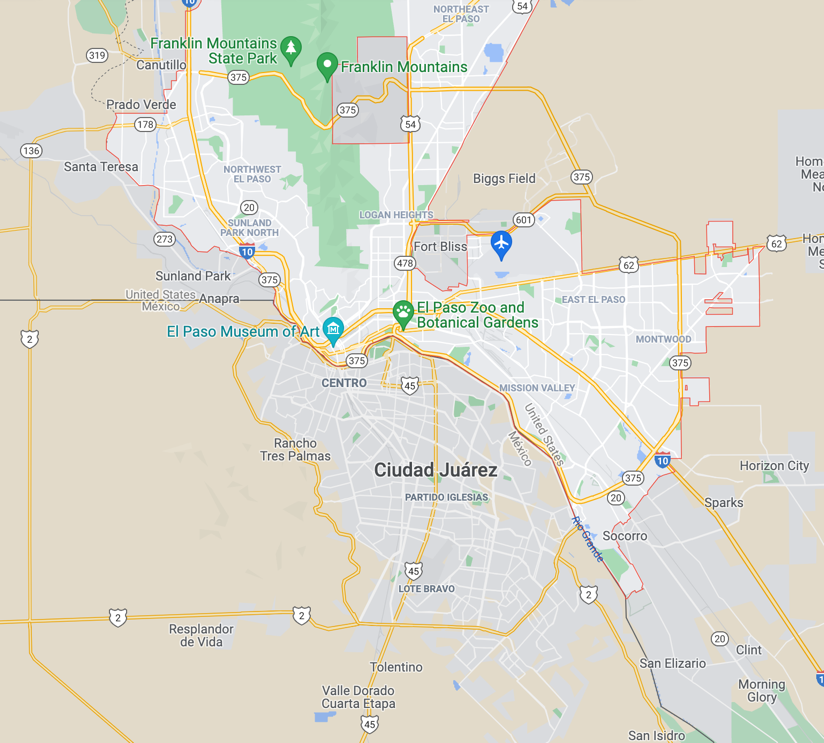 10
54
NORTHEAST
EL PASO
319
Canutillo
Franklin Mountains
State Park
Franklin Mountains
375
375
54
Prado Verde
178
136
Santa Teresa
NORTHWEST
EL PASO
Biggs Field
375
20
SUNLAND
PARK NORTH
LOGAN HEIGHTS
601
273
10
Fort Bliss
62
62
478
375
Sunland Park
United States
México
Anapra
EAST EL PASO
El Paso Zoo and
Botanical Gardens
El Paso Museum of Art
2
MONTWOOD
375
375
CENTRO
45
MISSION VALLEY
United States
México
Rancho
Tres Palmas
Ciudad Juárez
PARTIDO IGLESIAS
10
Horizon City
375
20
Sparks
Rio Grande
Socorro
45
LOTE BRAVO
2
2
2
Resplandor
de Vida
20
Clint
San Elizario
Tolentino
Morning
Glory
Valle Dorado
Cuarta Etapa
45
San Isidro